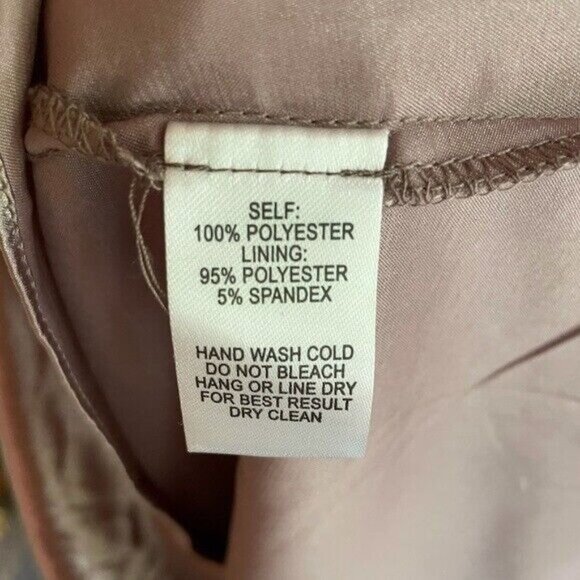 SELF:
100% POLYESTER
LINING:
95% POLYESTER
5% SPANDEX
HAND WASH COLD
DO NOT BLEACH
HANG OR LINE DRY
FOR BEST RESULT
DRY CLEAN